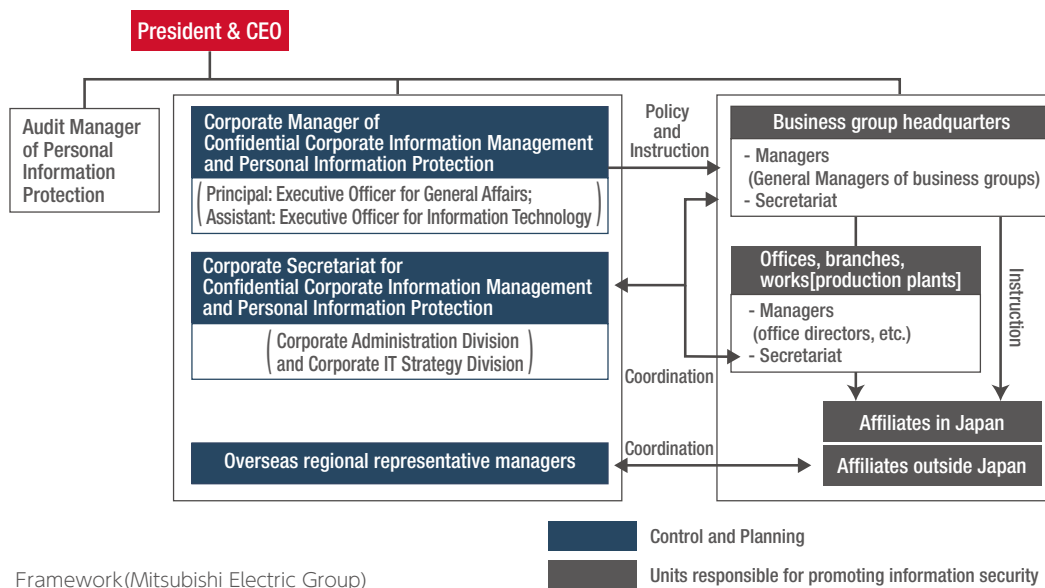 President & CEO
Audit Manager
of Personal
Information
Protection
Corporate Manager of
Confidential Corporate Information Management
and Personal Information Protection
(Principal: Executive Officer for General Affairs;
Assistant: Executive Officer for Information Technology)
Corporate Secretariat for
Confidential Corporate Information Management
and Personal Information Protection
(Corporate Administration Division
and Corporate IT Strategy Division)
Overseas regional representative managers
Policy
and
Instruction
Coordination
Coordination
Business group headquarters
- Managers
(General Managers of business groups)
- Secretariat
Offices, branches,
works[production plants]
- Managers
(office directors, etc.)
- Secretariat
Instruction
Affiliates in Japan
Affiliates outside Japan
Control and Planning
Units responsible for promoting information security
Framework(Mitsubishi Electric Group)